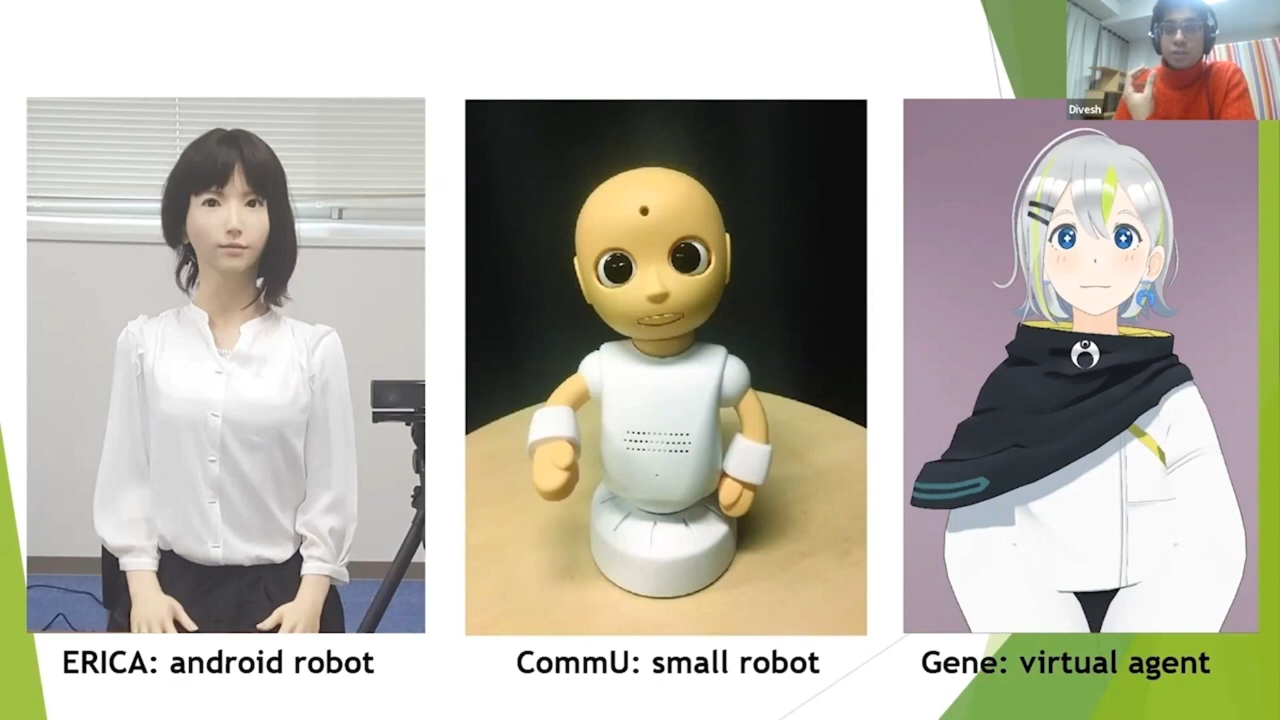 Divesh
ERICA: android robot
CommU: small robot
Gene: virtual agent